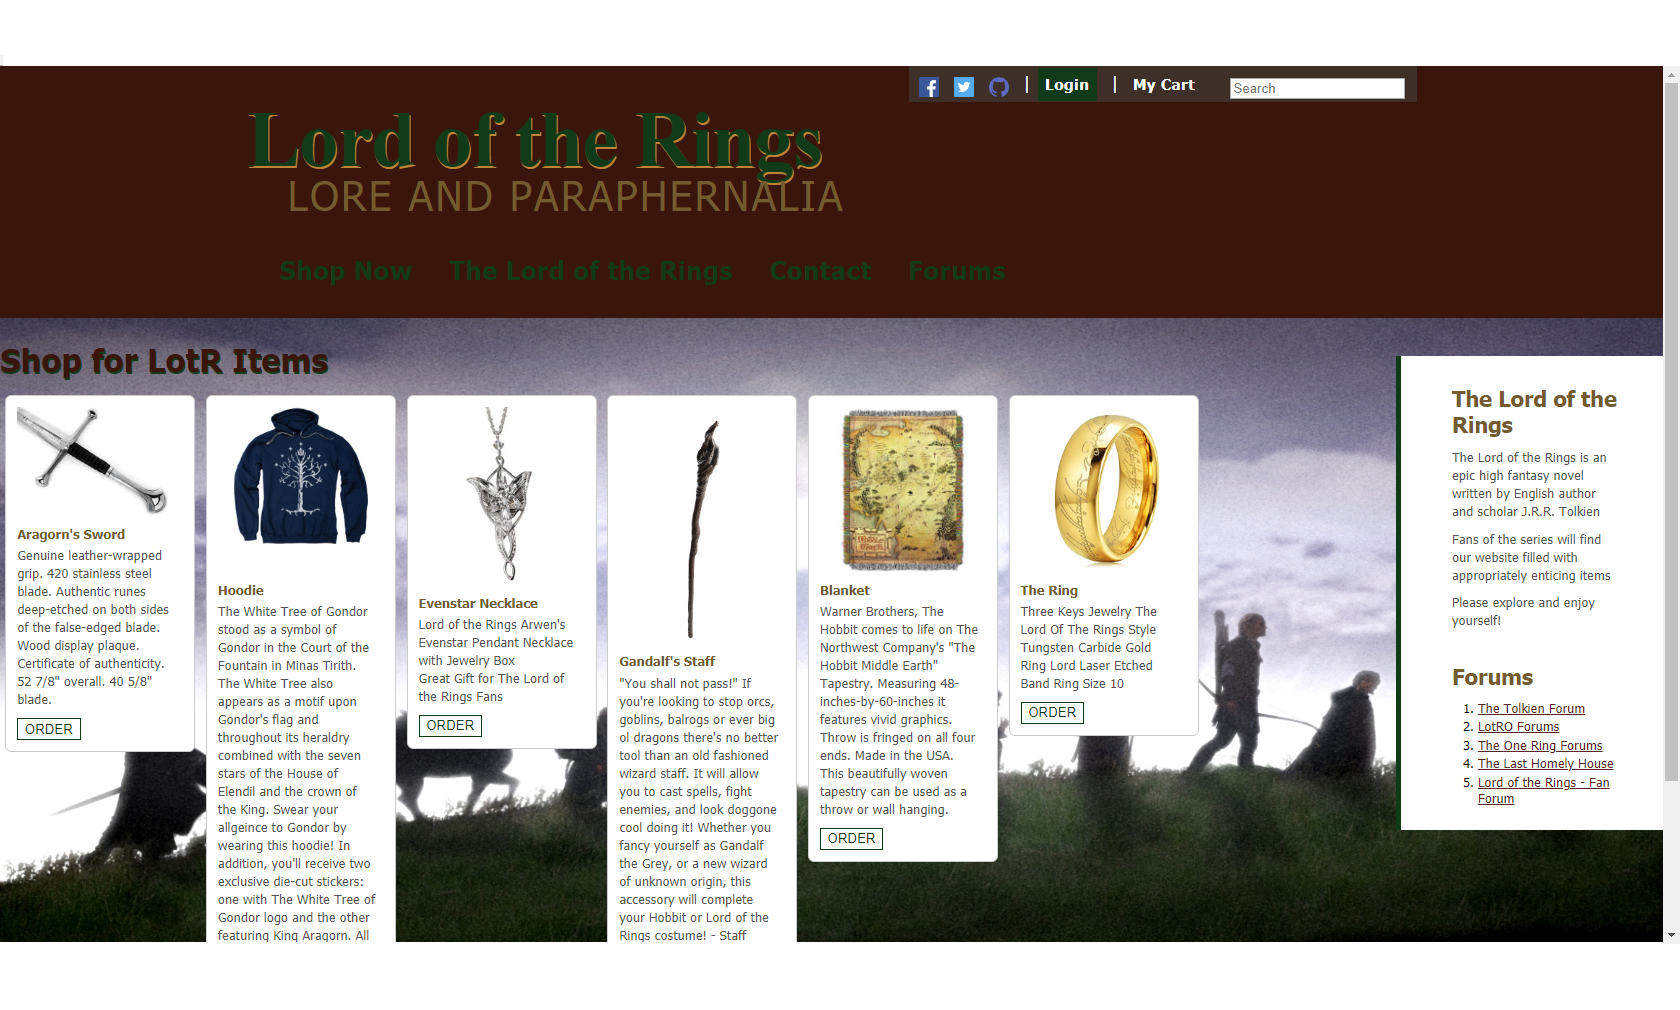 Login
My Cart
Search
Lord of the Rings
LORE AND PARAPHERNALIA
Shop Now
The Lord of the Rings
Contact
Forums
Shop for LotR Items
Aragorn's Sword
Genuine leather-wrapped
grip. 420 stainless steel
blade. Authentic runes
deep-etched on both sides
of the false-edged blade.
Wood display plaque.
Certificate of authenticity.
52 7/8" overall. 40 5/8"
blade.
ORDER
Hoodie
The White Tree of Gondor
stood as a symbol of
Gondor in the Court of the
Fountain in Minas Tirith.
The White Tree also
appears as a motif upon
Gondor's flag and
throughout its heraldry
combined with the seven
stars of the House of
Elendil and the crown of
the King. Swear your
allgeince to Gondor by
wearing this hoodie! In
addition, you'll receive two
exclusive die-cut stickers:
one with The White Tree of
Gondor logo and the other
featuring King Aragorn. All
Evenstar Necklace
Lord of the Rings Arwen's
Evenstar Pendant Necklace
with Jewelry Box
Great Gift for The Lord of
the Rings Fans
ORDER
Gandalf's Staff
"You shall not pass!" If
you're looking to stop orcs,
goblins, balrogs or ever big
ol dragons there's no better
tool than an old fashioned
wizard staff. It will allow
you to cast spells, fight
enemies, and look doggone
cool doing it! Whether you
fancy yourself as Gandalf
the Grey, or a new wizard
of unknown origin, this
accessory will complete
your Hobbit or Lord of the
Rings costume! - Staff
Blanket
Warner Brothers, The
Hobbit comes to life on The
Northwest Company's "The
Hobbit Middle Earth"
Tapestry. Measuring 48-
inches-by-60-inches it
features vivid graphics.
Throw is fringed on all four
ends. Made in the USA.
This beautifully woven
tapestry can be used as a
throw or wall hanging.
ORDER
The Ring
Three Keys Jewelry The
Lord Of The Rings Style
Tungsten Carbide Gold
Ring Lord Laser Etched
Band Ring Size 10
ORDER
The Lord of the
Rings
The Lord of the Rings is an
epic high fantasy novel
written by English author
and scholar J.R.R. Tolkien
Fans of the series will find
our website filled with
appropriately enticing items
Please explore and enjoy
yourself!
Forums
1. The Tolkien Forum
2. LotRO Forums
3. The One Ring Forums
4. The Last Homely House
5. Lord of the Rings - Fan
Forum